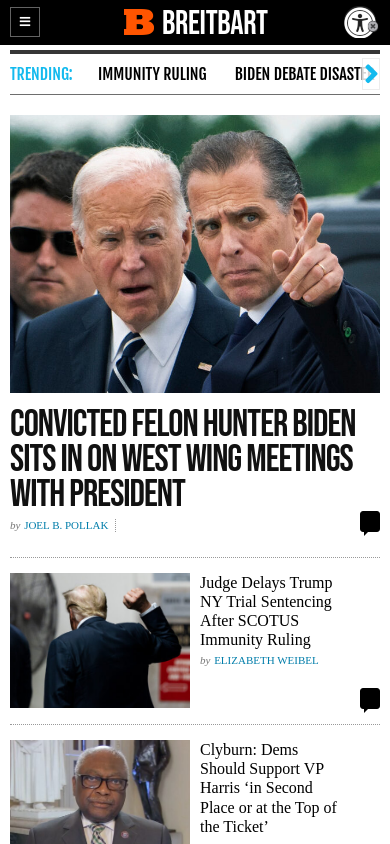 BREITBART
TRENDING: IMMUNITY RULING BIDEN DEBATE DISASTE
CONVICTED FELON HUNTER BIDEN
SITS IN ON WEST WING MEETINGS
WITH PRESIDENT
by JOEL B. POLLAK
Judge Delays Trump
NY Trial Sentencing
After SCOTUS
Immunity Ruling
by ELIZABETH WEIBEL
Clyburn: Dems
Should Support VP
Harris ‘in Second
Place or at the Top of
the Ticket’